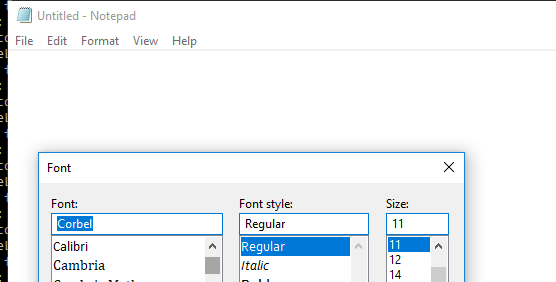 Untitled - Notepad
File Edit Format View Help
Font
Font: Font style: Size:
Corbel Regular 11
Calibri Regular 11
Cambria Italic 12
14